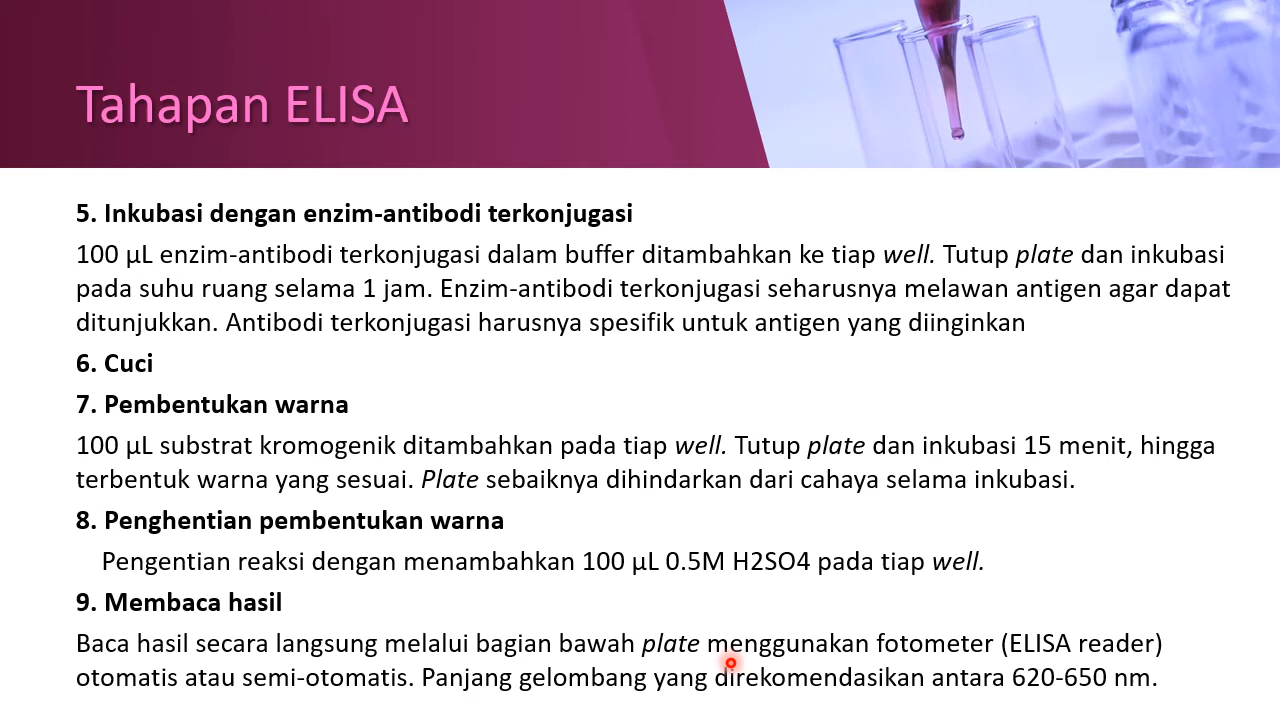 Tahapan ELISA
5. Inkubasi dengan enzim-antibodi terkonjugasi
100 µL enzim-antibodi terkonjugasi dalam buffer ditambahkan ke tiap well. Tutup plate dan inkubasi
pada suhu ruang selama 1 jam. Enzim-antibodi terkonjugasi seharusnya melawan antigen agar dapat
ditunjukkan. Antibodi terkonjugasi harusnya spesifik untuk antigen yang diinginkan
6. Cuci
7. Pembentukan warna
100 µL substrat kromogenik ditambahkan pada tiap well. Tutup plate dan inkubasi 15 menit, hingga
terbentuk warna yang sesuai. Plate sebaiknya dihindarkan dari cahaya selama inkubasi.
8. Penghentian pembentukan warna
Pengentian reaksi dengan menambahkan 100 µL 0.5M H2SO4 pada tiap well.
9. Membaca hasil
Baca hasil secara langsung melalui bagian bawah plate menggunakan fotometer (ELISA reader)
otomatis atau semi-otomatis. Panjang gelombang yang direkomendasikan antara 620-650 nm.